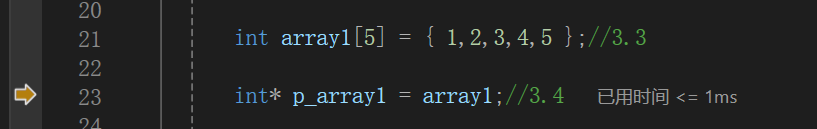 20
21 int array1[5] = { 1,2,3,4,5 };//3.3
22
23 int* p_array1 = array1;//3.4 已用时间 <= 1ms
24